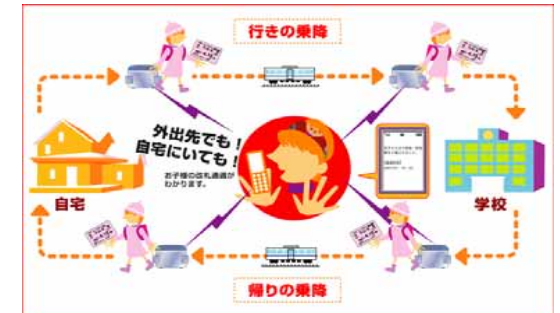 行きの乗降
外出先でも！
自宅にいても！
お子様の改札通過が
わかります。
自宅
学校
帰りの乗降